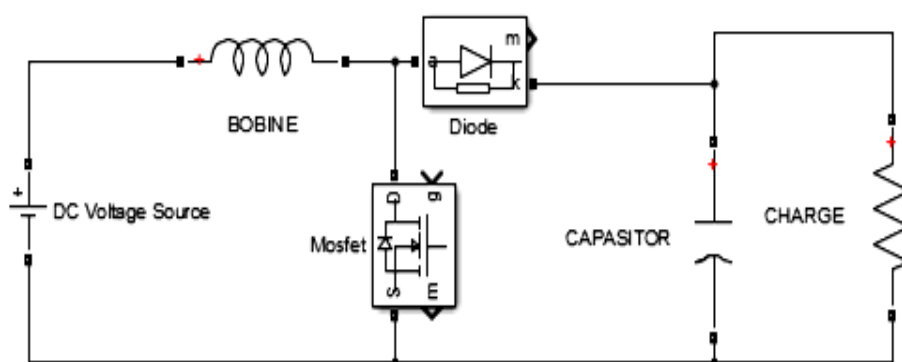 m
a
k
BOBINE
Diode
+
DC Voltage Source
D
g
Mosfet
S
m
CAPASITOR
CHARGE